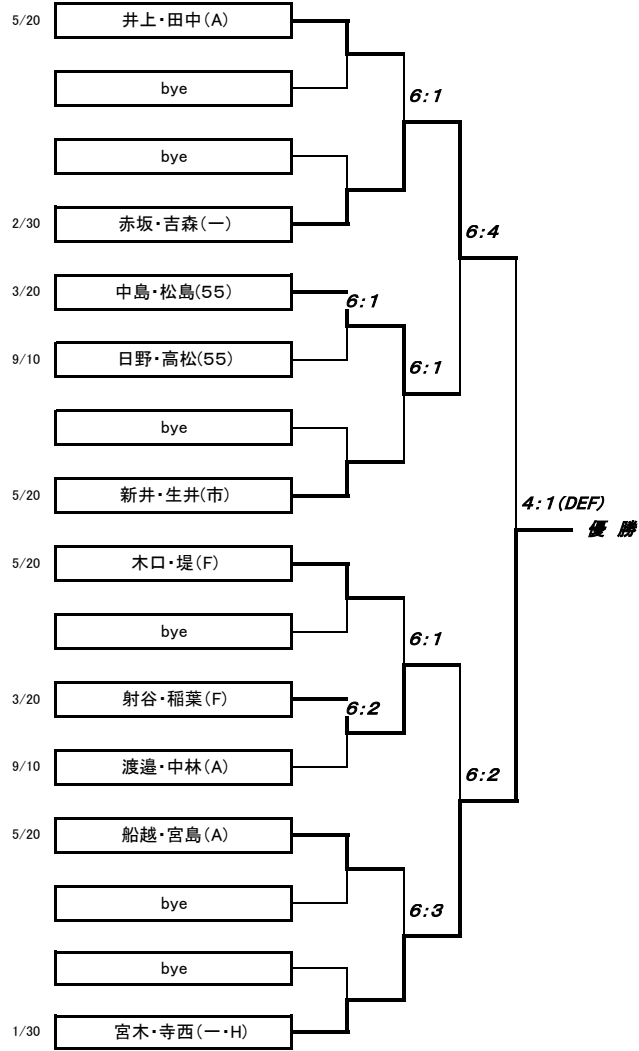 5/20 井上・田中(A)
bye
6:1
bye
2/30 赤坂・吉森(一)
6:4
3/20 中島・松島(55)
6:1
9/10 日野・高松(55)
6:1
bye
5/20 新井・生井(市)
4:1(DEF)
優 勝
5/20 木口・堤(F)
bye
6:1
3/20 射谷・稲葉(F)
6:2
9/10 渡邉・中林(A)
6:2
5/20 船越・宮島(A)
bye
6:3
bye
1/30 宮木・寺西(一・H)